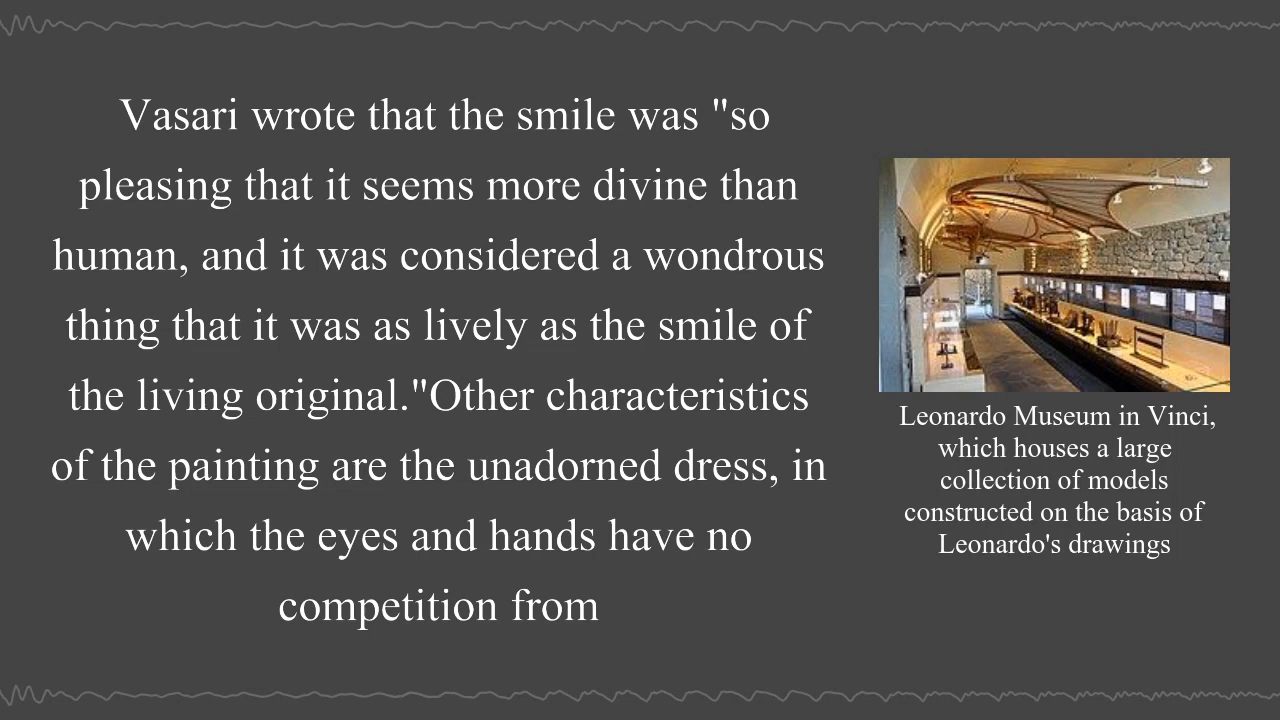 Vasari wrote that the smile was "so
pleasing that it seems more divine than
human, and it was considered a wondrous
thing that it was as lively as the smile of
the living original."Other characteristics
of the painting are the unadorned dress, in
which the eyes and hands have no
competition from
Leonardo Museum in Vinci,
which houses a large
collection of models
constructed on the basis of
Leonardo's drawings